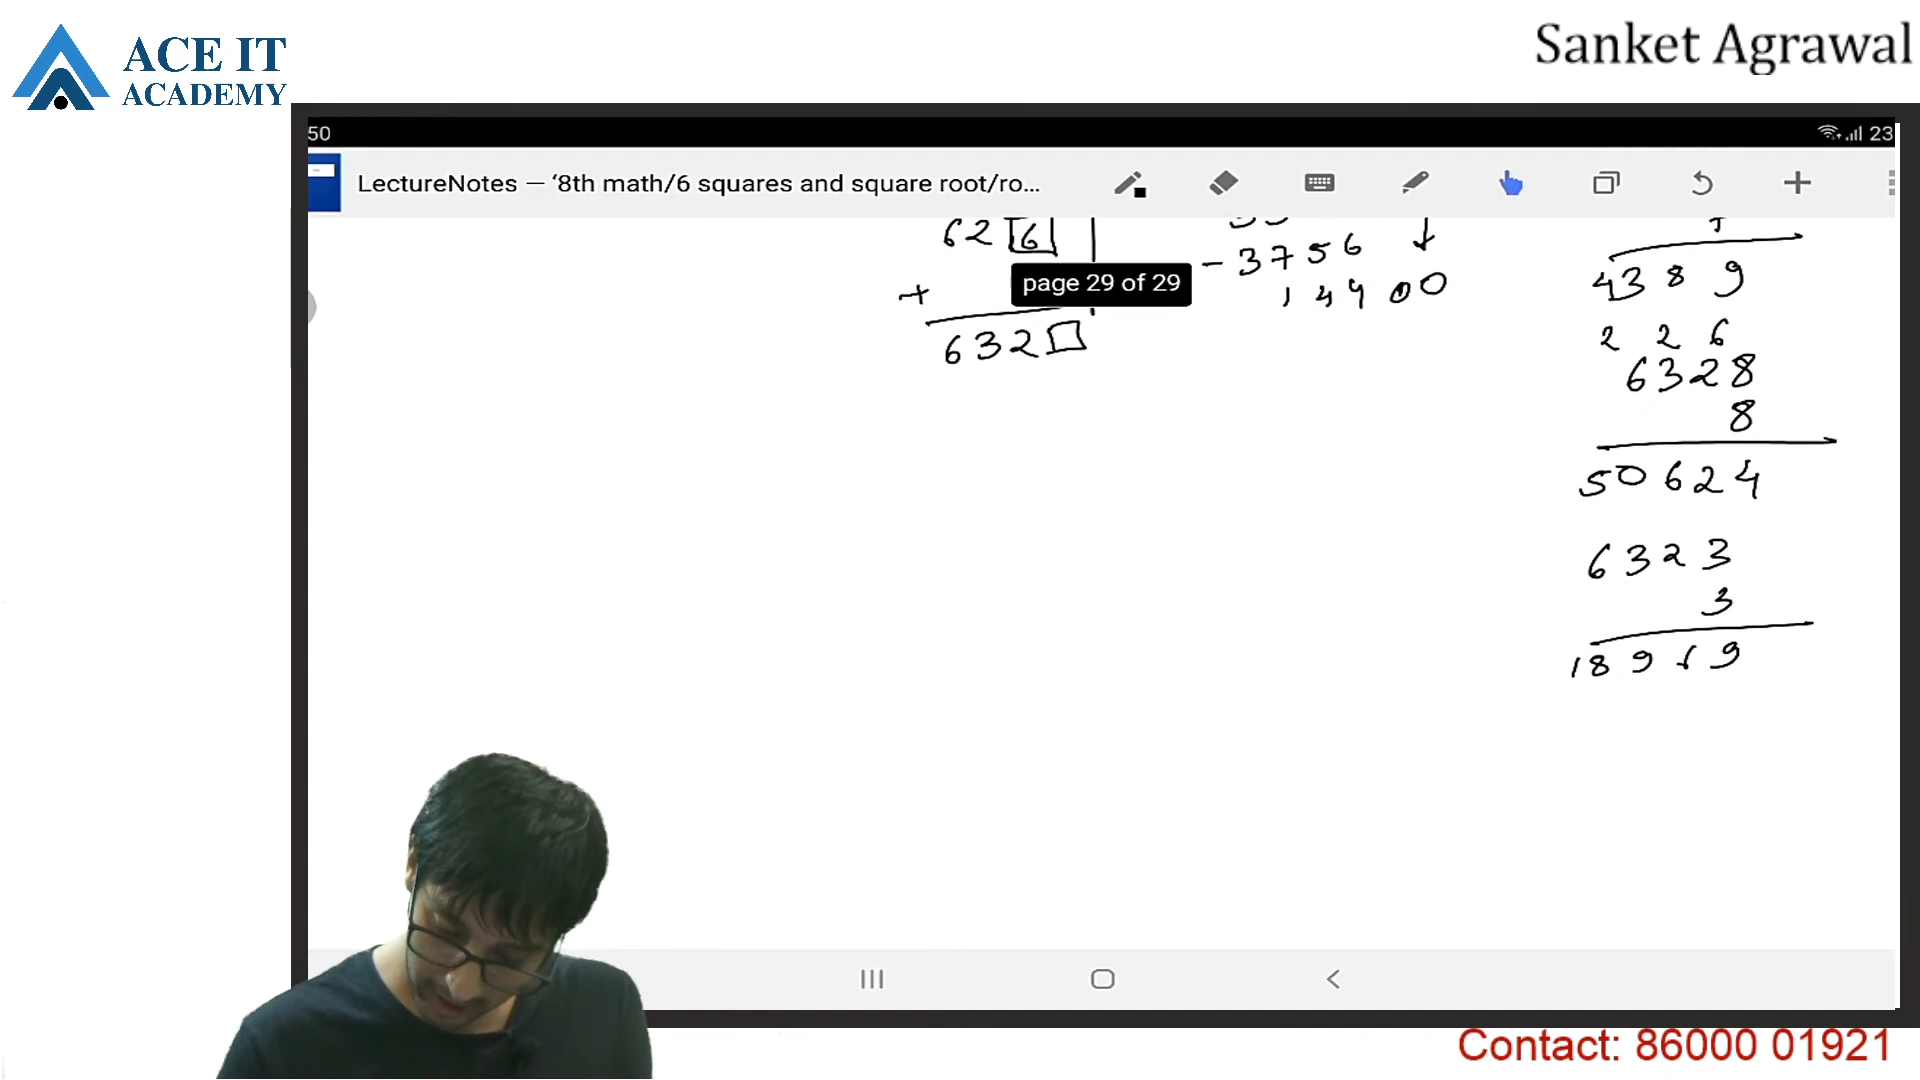 ACE IT
ACADEMY
Sanket Agrawal
50
23
LectureNotes — ‘8th math/6 squares and square root/ro...
62 6
- 3756
page 29 of 29
14400
+
632
4389
2 2 6
6328
8
50624
6323
3
18919
Contact: 86000 01921